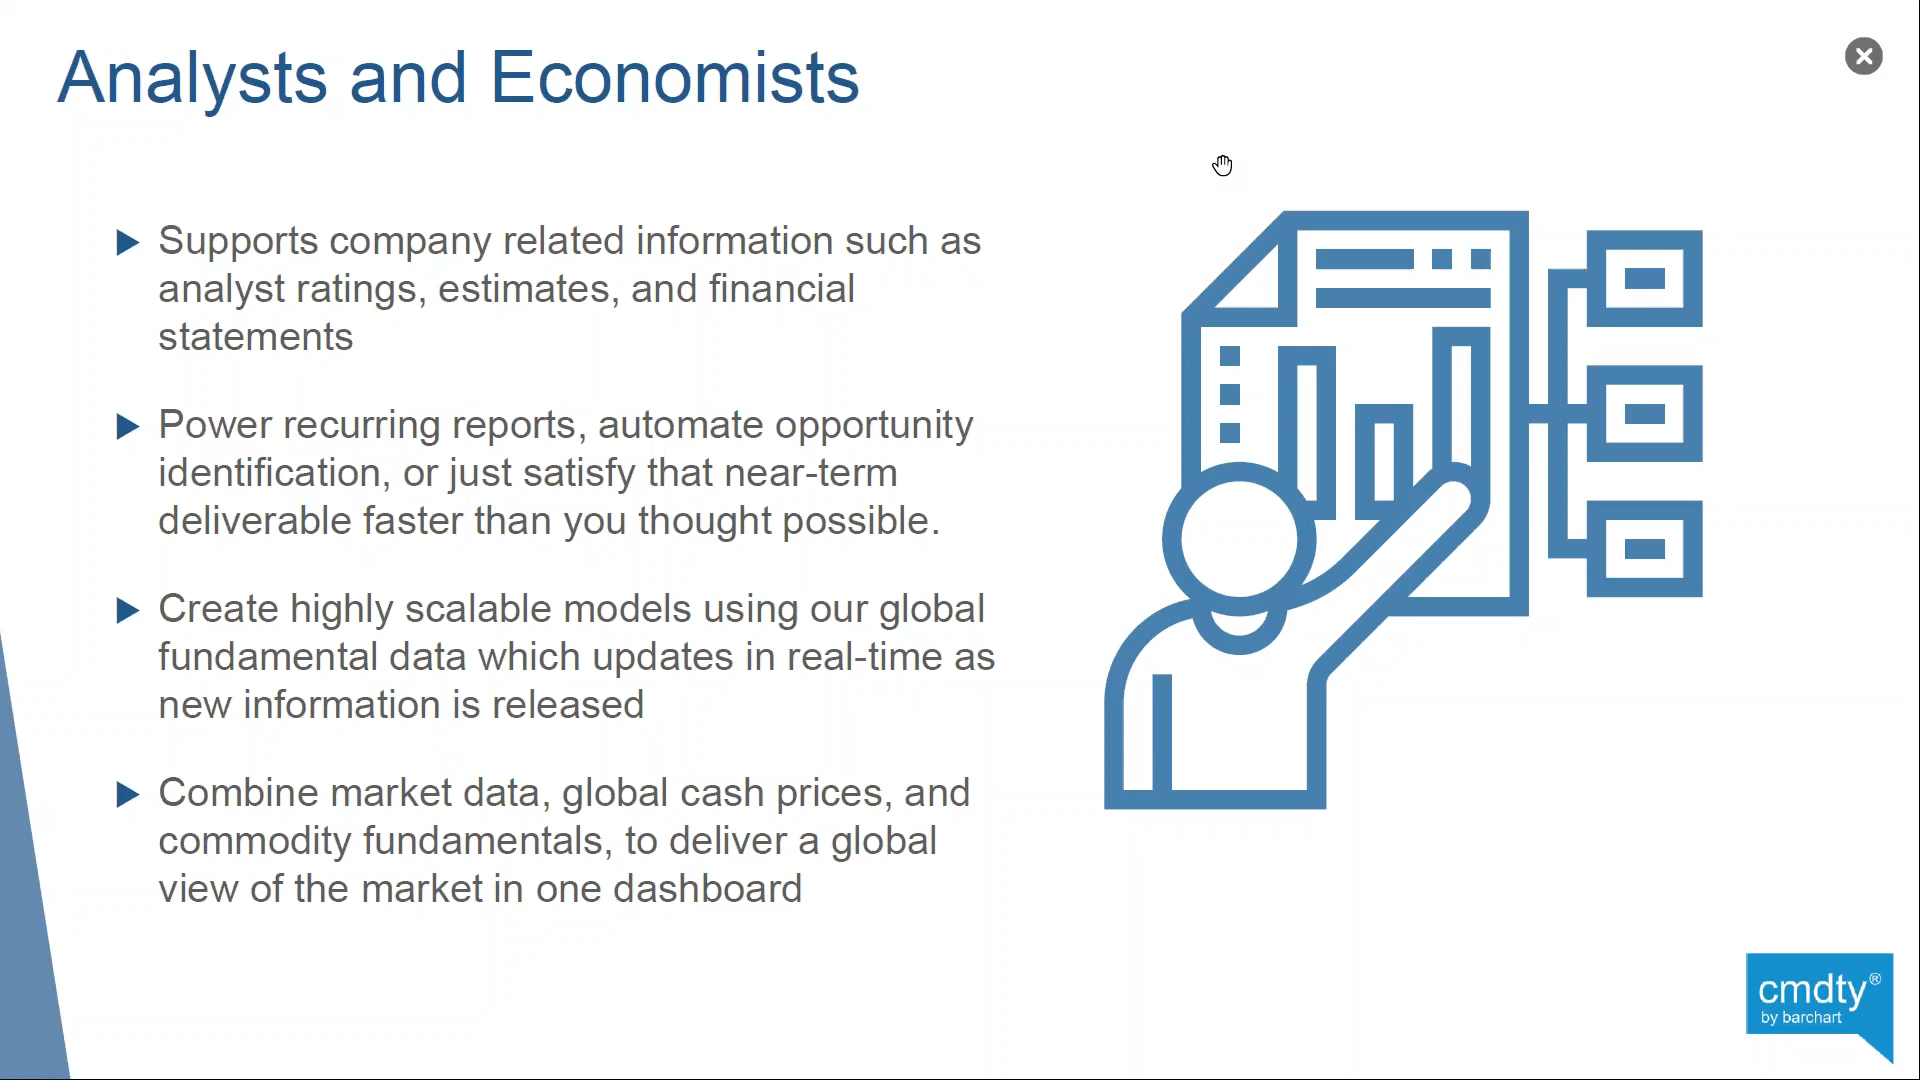 Analysts and Economists
Supports company related information such as
analyst ratings, estimates, and financial
statements
Power recurring reports, automate opportunity
identification, or just satisfy that near-term
deliverable faster than you thought possible.
Create highly scalable models using our global
fundamental data which updates in real-time as
new information is released
Combine market data, global cash prices, and
commodity fundamentals, to deliver a global
view of the market in one dashboard
cmdty®
by barchart